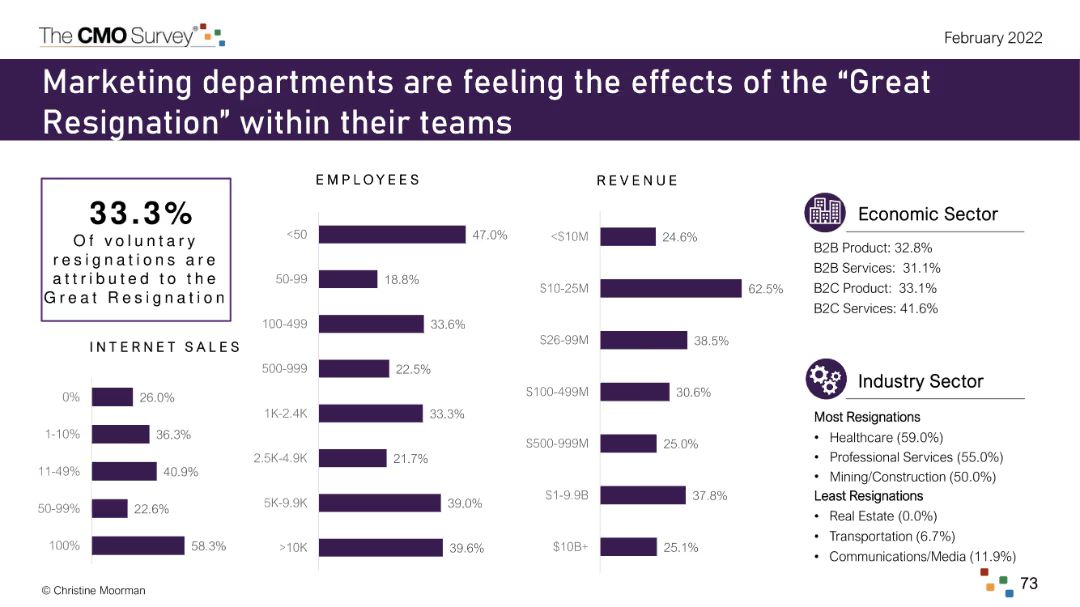 The CMO Survey®
February 2022
Marketing departments are feeling the effects of the “Great
Resignation” within their teams
33.3%
Of voluntary
resignations are
attributed to the
Great Resignation
INTERNET SALES
0% 26.0%
1-10% 36.3%
11-49% 40.9%
50-99% 22.6%
100% 58.3%
EMPLOYEES
<50 47.0%
50-99 18.8%
100-499 33.6%
500-999 22.5%
1K-2.4K 33.3%
2.5K-4.9K 21.7%
5K-9.9K 39.0%
>10K 39.6%
REVENUE
<$10M 24.6%
$10-25M 62.5%
$26-99M 38.5%
$100-499M 30.6%
$500-999M 25.0%
$1-9.9B 37.8%
$10B+ 25.1%
Economic Sector
B2B Product: 32.8%
B2B Services: 31.1%
B2C Product: 33.1%
B2C Services: 41.6%
Industry Sector
Most Resignations
• Healthcare (59.0%)
• Professional Services (55.0%)
• Mining/Construction (50.0%)
Least Resignations
• Real Estate (0.0%)
• Transportation (6.7%)
• Communications/Media (11.9%)
© Christine Moorman
73